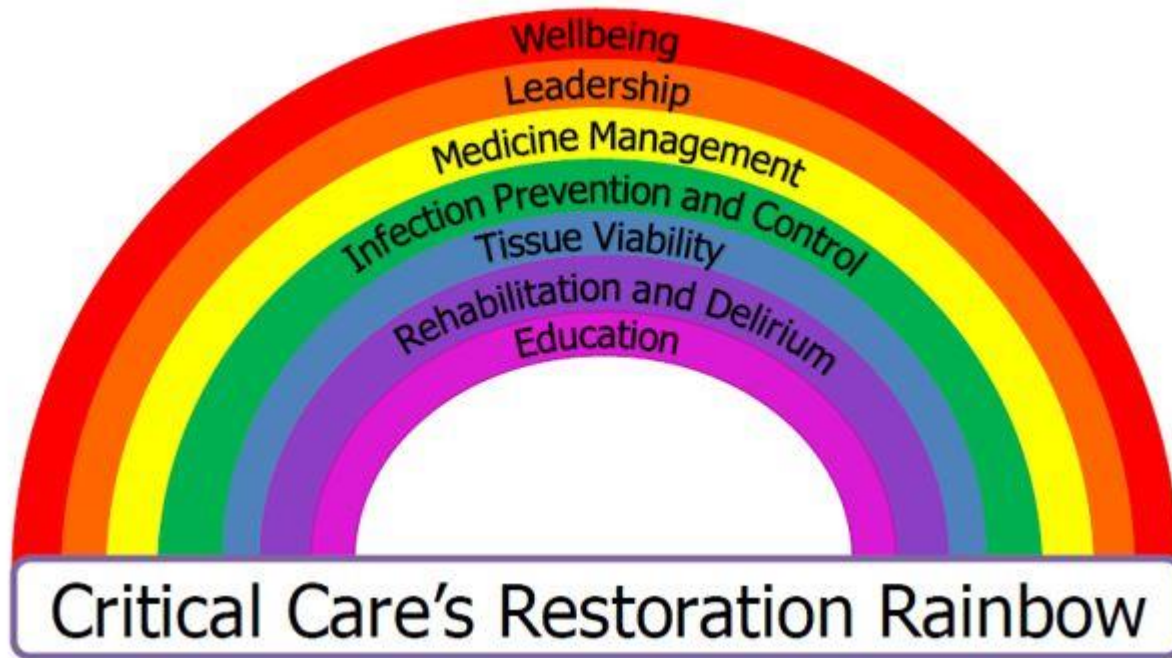 Wellbeing
Leadership
Medicine Management
Infection Prevention and Control
Tissue Viability
Rehabilitation and Delirium
Education
Critical Care’s Restoration Rainbow